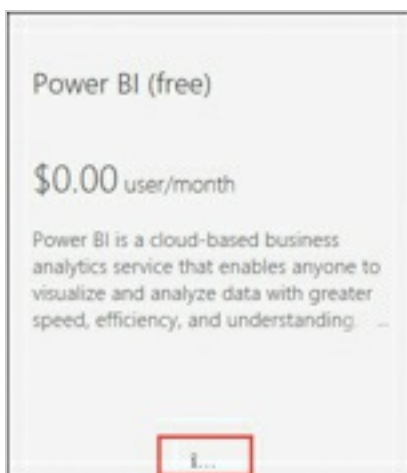 Power BI (free)
$0.00 user/month
Power BI is a cloud-based business
analytics service that enables anyone to
visualize and analyze data with greater
speed, efficiency, and understanding ...